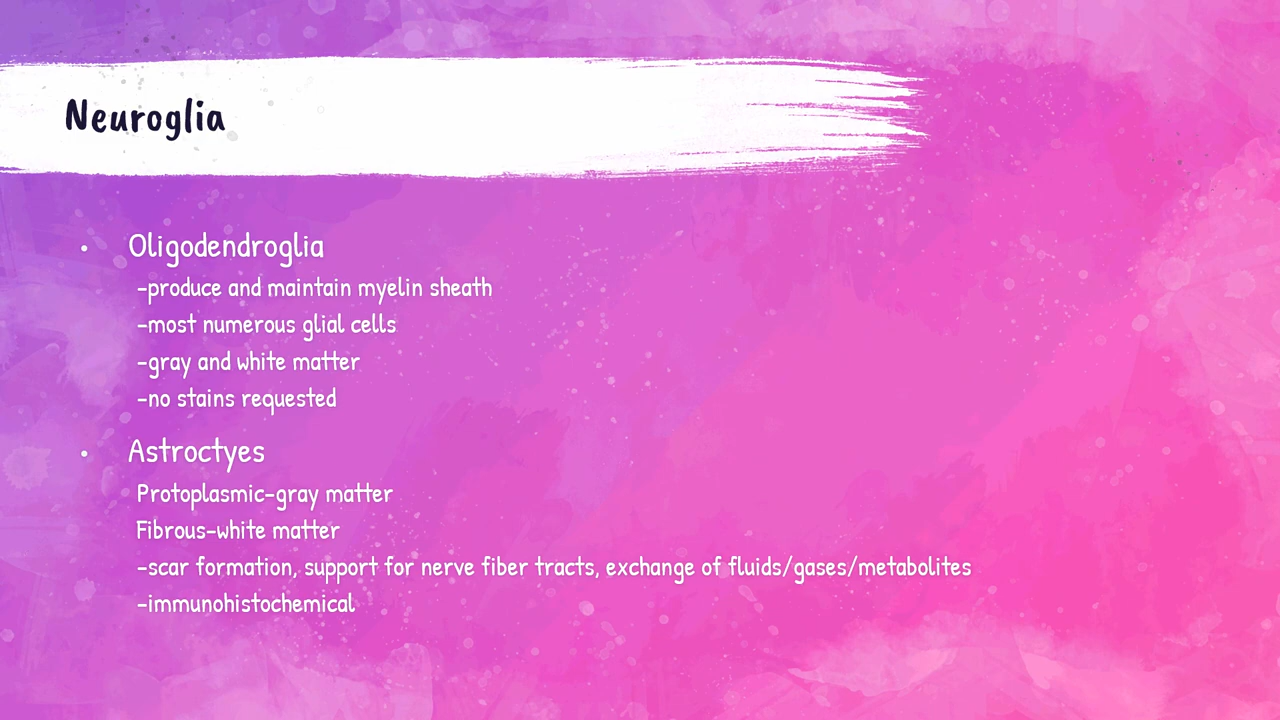 Neuroglia
• Oligodendroglia
-produce and maintain myelin sheath
-most numerous glial cells
-gray and white matter
-no stains requested
• Astroctyes
Protoplasmic-gray matter
Fibrous-white matter
-scar formation, support for nerve fiber tracts, exchange of fluids/gases/metabolites
-immunohistochemical